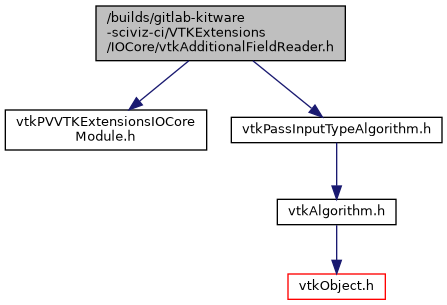 /builds/gitlab-kitware
-sciviz-ci/VTKExtensions
/IOCore/vtkAdditionalFieldReader.h
vtkPVVTKExtensionsIOCore
Module.h
vtkPassInputTypeAlgorithm.h
vtkAlgorithm.h
vtkObject.h